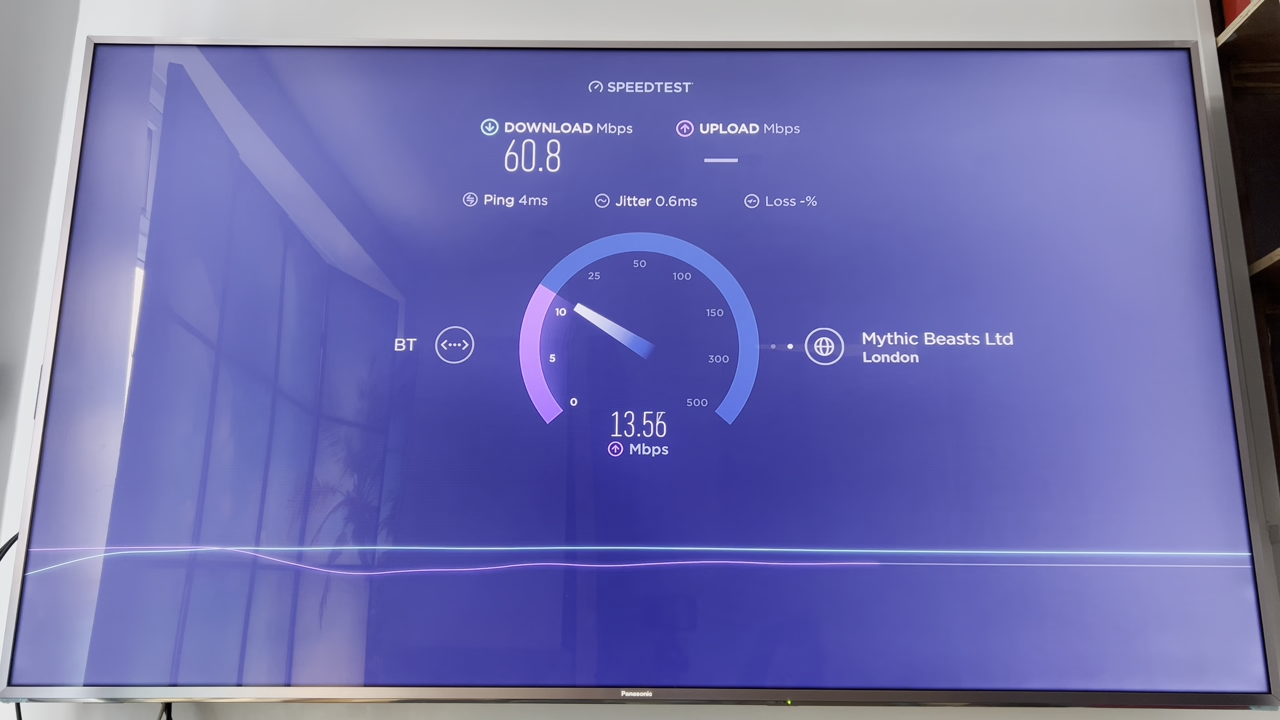 SPEEDTEST
DOWNLOAD Mbps UPLOAD Mbps
60.8 —
Ping 4ms Jitter 0.6ms Loss -%
0 5 10 25 50 100 150 300 500
BT
Mythic Beasts Ltd
London
13.56
Mbps
Panasonic